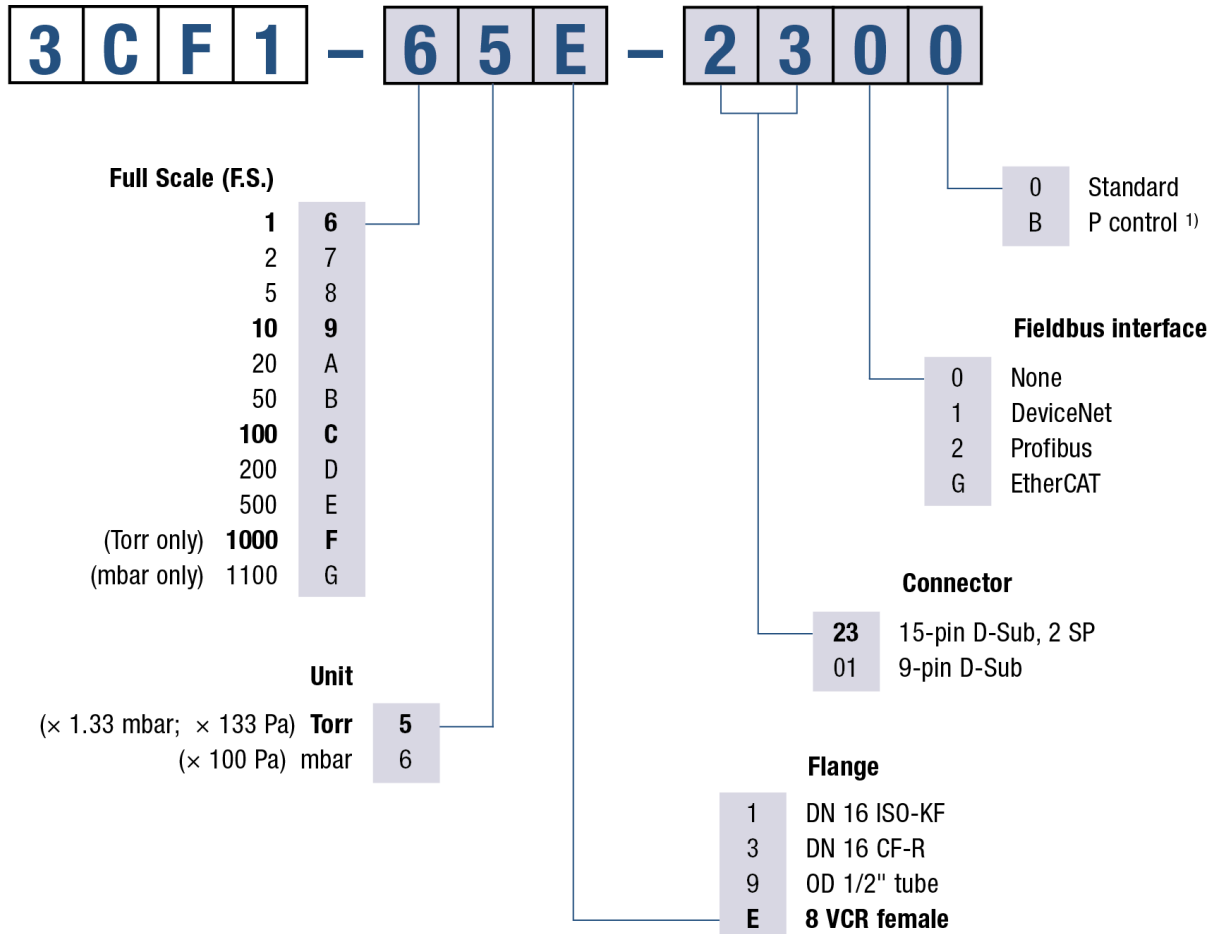 3CF1 – 65E – 2300
Full Scale (F.S.)
1 6
2 7
5 8
10 9
20 A
50 B
100 C
200 D
500 E
(Torr only) 1000 F
(mbar only) 1100 G
Unit
(× 1.33 mbar; × 133 Pa) Torr 5
(× 100 Pa) mbar 6
0 Standard
B P control 1)
Fieldbus interface
0 None
1 DeviceNet
2 Profibus
G EtherCAT
Connector
23 15-pin D-Sub, 2 SP
01 9-pin D-Sub
Flange
1 DN 16 ISO-KF
3 DN 16 CF-R
9 OD 1/2" tube
E 8 VCR female